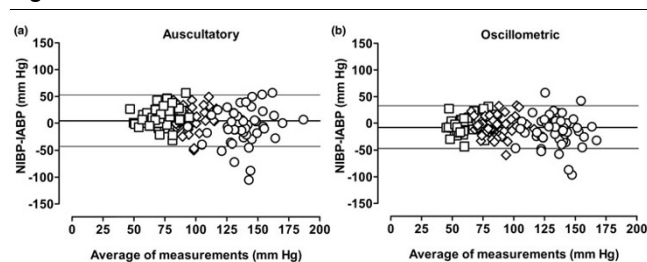 (a) Auscultatory
150
100
50
0
-50
-100
-150
NIBP-IABP (mm Hg)
0 25 50 75 100 125 150 175 200
Average of measurements (mm Hg)
(b) Oscillometric
150
100
50
0
-50
-100
-150
NIBP-IABP (mm Hg)
0 25 50 75 100 125 150 175 200
Average of measurements (mm Hg)